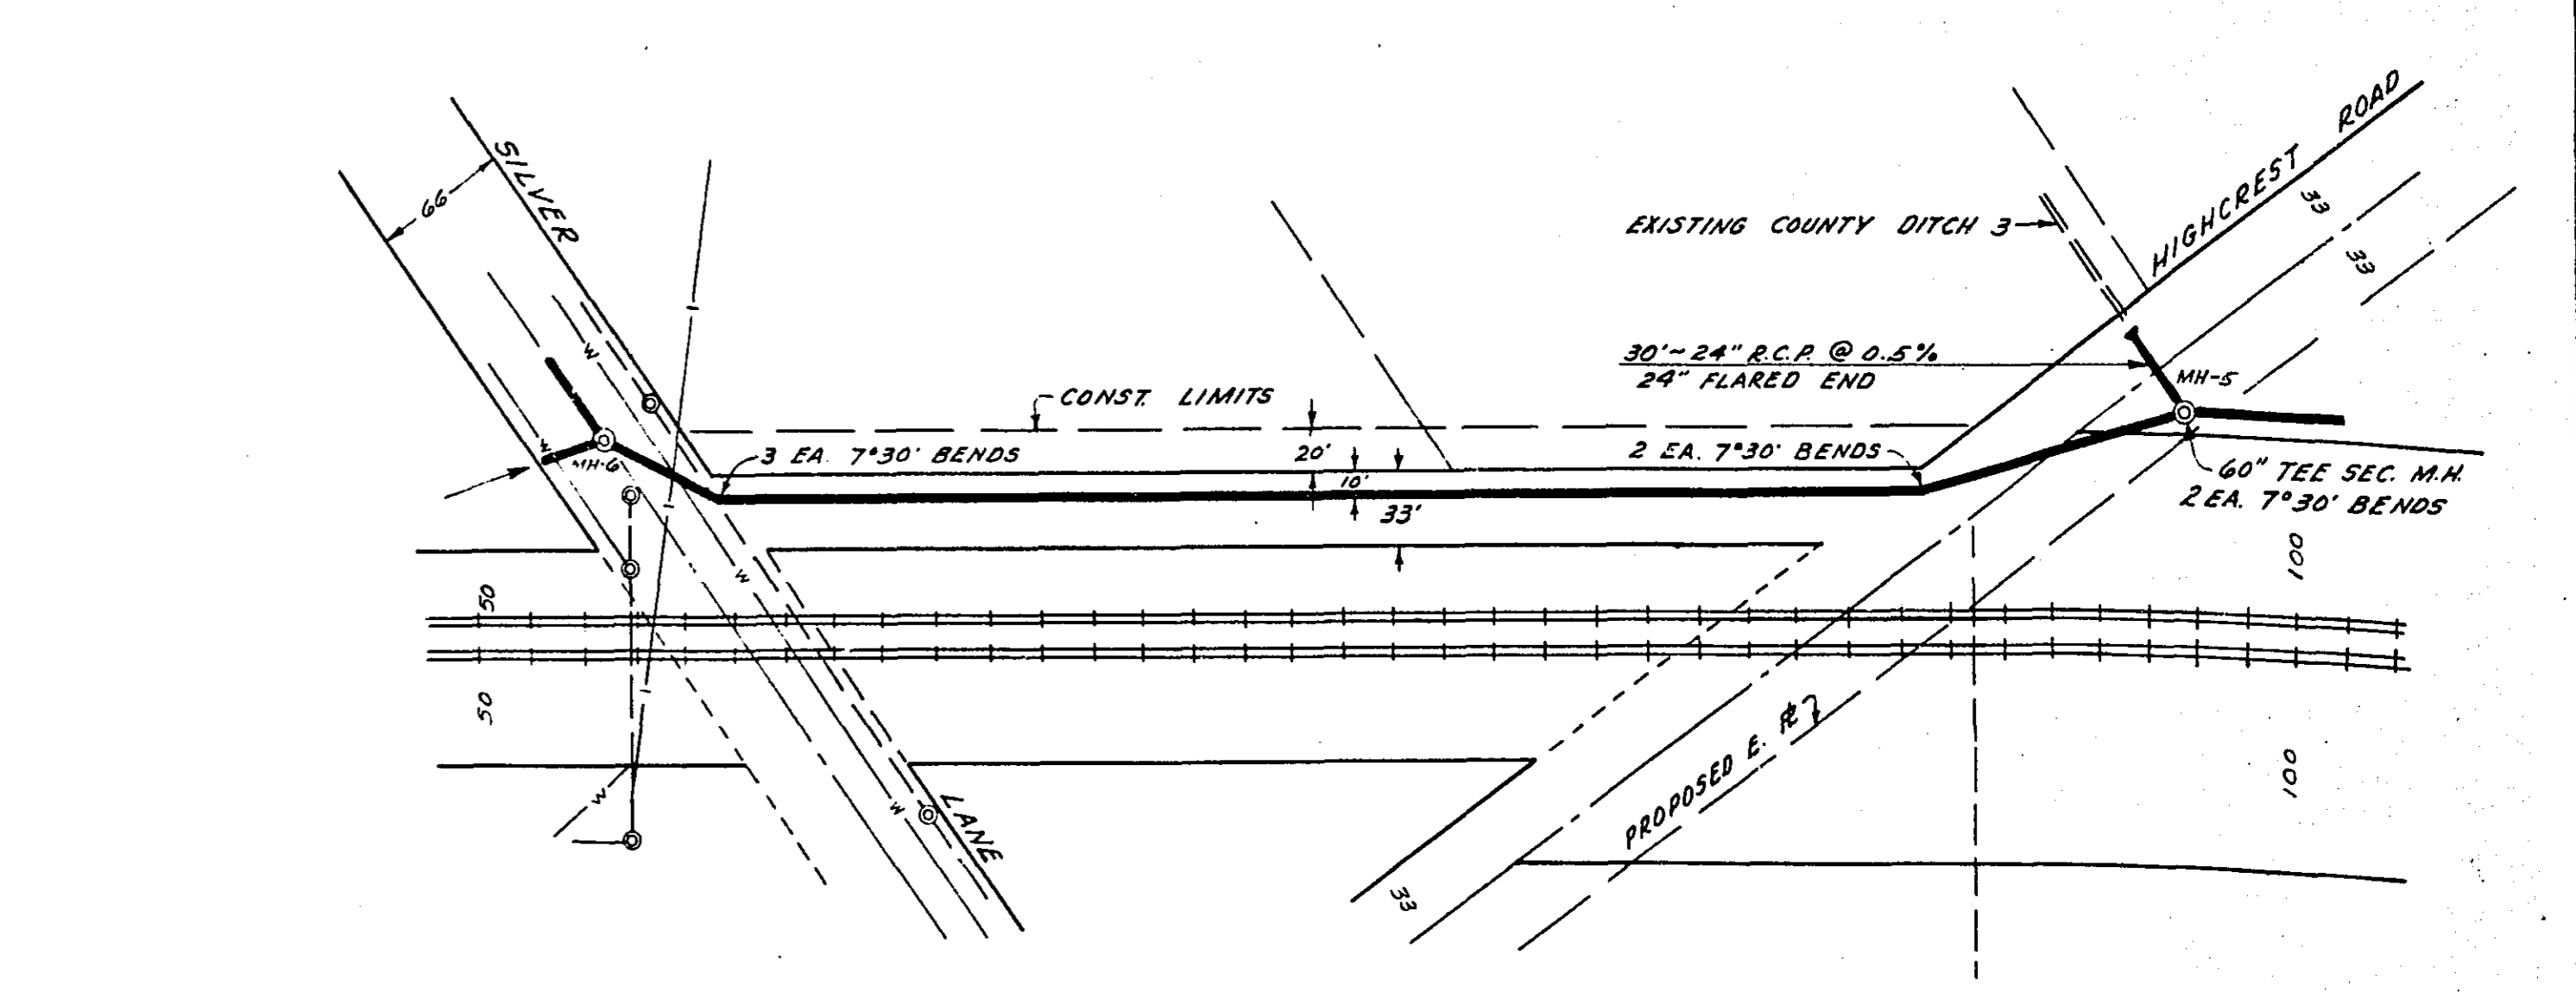 SILVER
66
HIGHCREST ROAD
33
33
EXISTING COUNTY DITCH 3
30'~24" R.C.P. @ 0.5%
24" FLARED END
MH-5
CONST. LIMITS
W
3 EA. 7°30' BENDS
20'
10'
33'
2 EA. 7°30' BENDS
W
MH-6
60" TEE SEC. M.H.
2 EA. 7°30' BENDS
100
W
50
50
PROPOSED E.
100
W
W
LANE
33